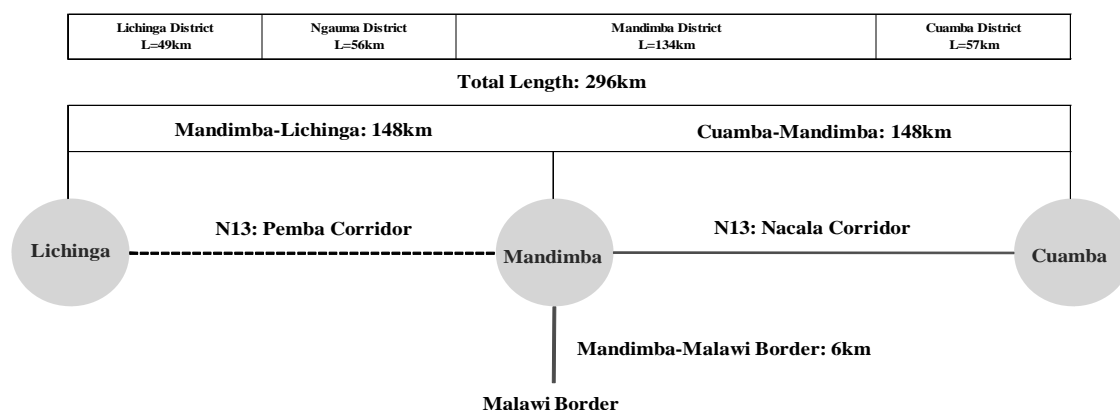 Lichinga District
L=49km
Ngauma District
L=56km
Mandimba District
L=134km
Cuamba District
L=57km
Total Length: 296km
Mandimba-Lichinga: 148km
Cuamba-Mandimba: 148km
N13: Pemba Corridor
N13: Nacala Corridor
Lichinga
Mandimba
Cuamba
Mandimba-Malawi Border: 6km
Malawi Border